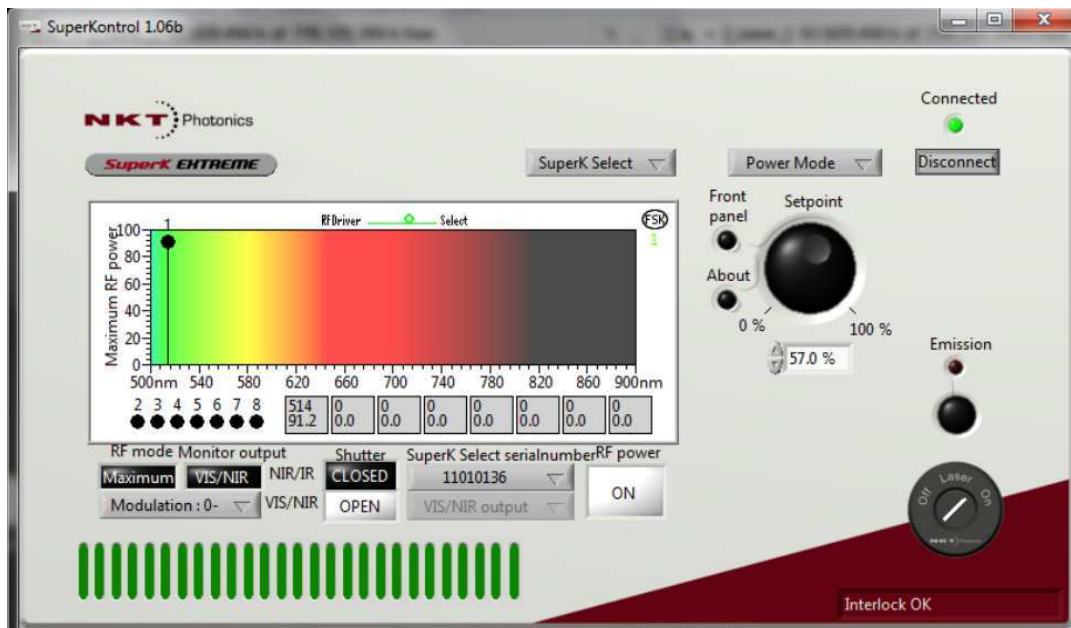 SuperKontrol 1.06b
NKT Photonics
SuperK EXTREME
SuperK Select
Power Mode
Connected
Disconnect
Front panel
Setpoint
About
0 %
100 %
57.0 %
Emission
Off Laser On
NKT Photonics
Interlock OK
1
RF Driver
Select
FSK
1
Maximum RF power
100
80
60
40
20
0
500nm 540 580 620 660 700 740 780 820 860 900nm
2 3 4 5 6 7 8
514 0 0 0 0 0 0 0
91.2 0.0 0.0 0.0 0.0 0.0 0.0 0.0
RF mode Monitor output Shutter SuperK Select serialnumber RF power
Maximum VIS/NIR NIR/IR CLOSED 11010136 ON
Modulation : 0- VIS/NIR OPEN VIS/NIR output